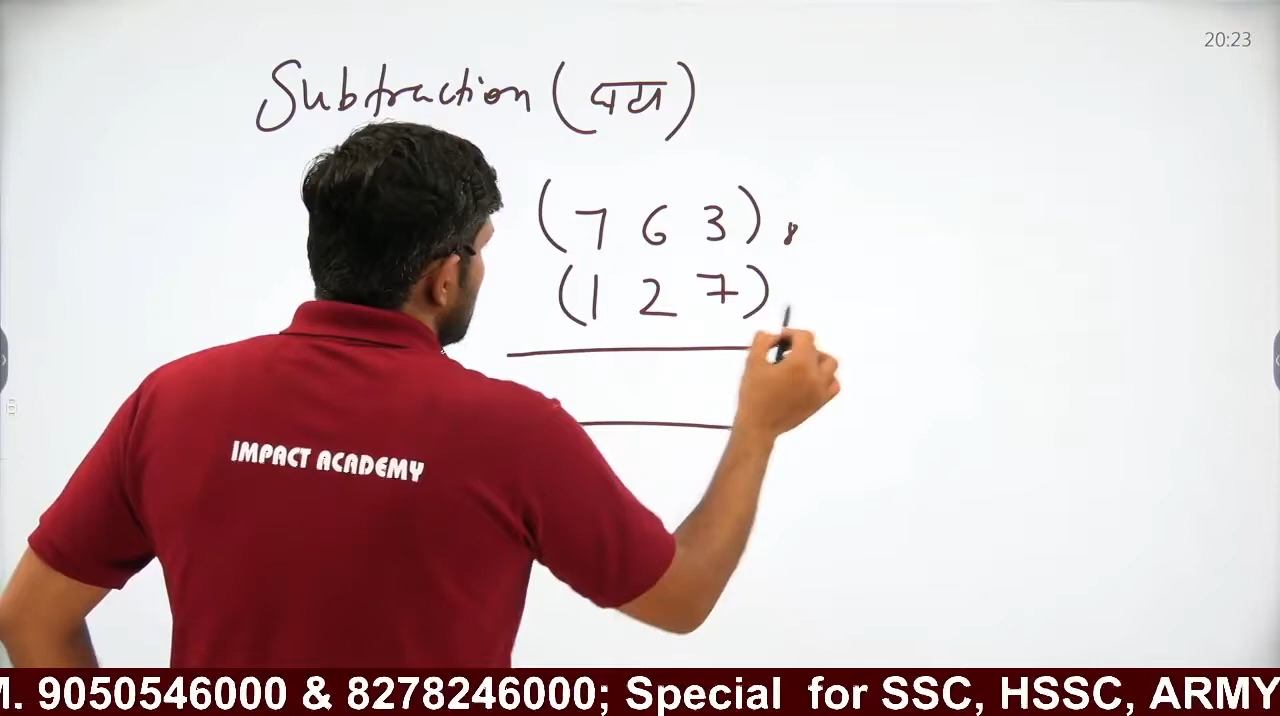 20:23
Subtraction (घटा)
(7 6 3) 8
(1 2 7)
IMPACT ACADEMY
M. 9050546000 & 8278246000; Special for SSC, HSSC, ARMY